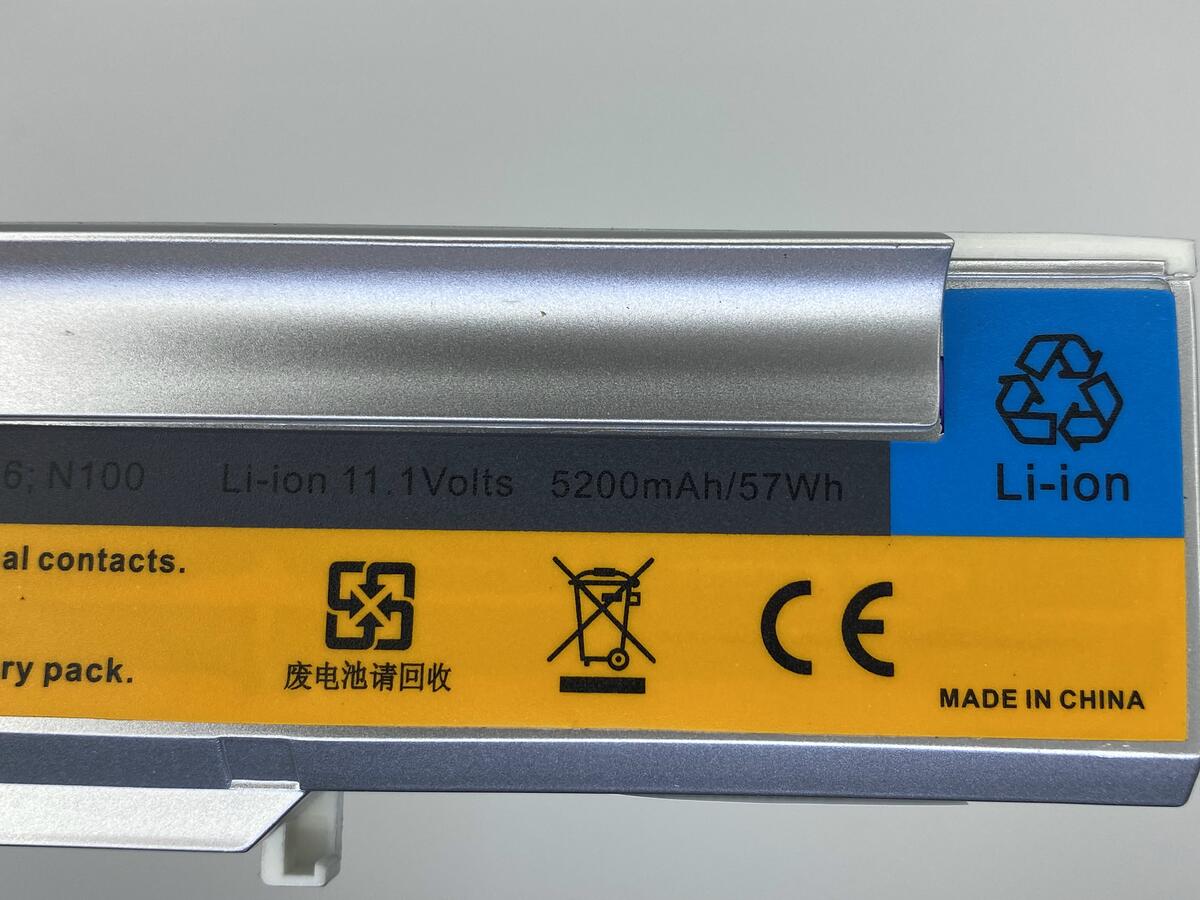 6; N100 Li-ion 11.1Volts 5200mAh/57Wh
Li-ion
al contacts.
ry pack.
废电池请回收
CE
MADE IN CHINA